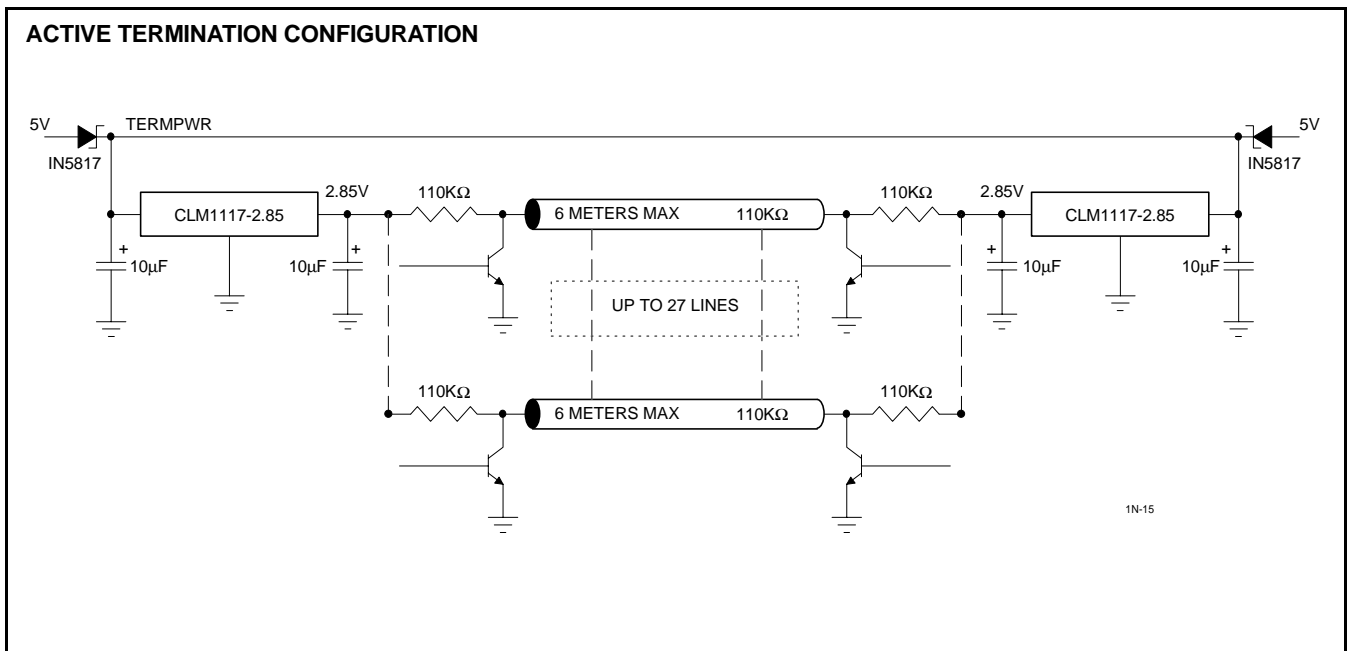 ACTIVE TERMINATION CONFIGURATION
5V TERMPWR 5V
IN5817 IN5817
CLM1117-2.85 2.85V 110KΩ 6 METERS MAX 110KΩ 110KΩ 2.85V CLM1117-2.85
+ 10µF + 10µF + 10µF + 10µF
UP TO 27 LINES
110KΩ 6 METERS MAX 110KΩ 110KΩ
1N-15